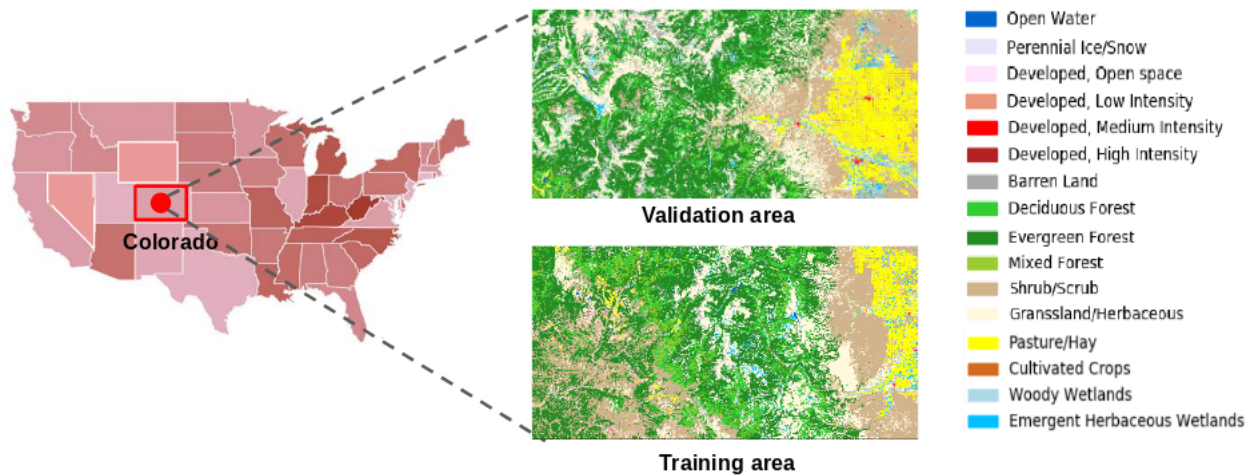 Colorado
Validation area
Training area
Open Water
Perennial Ice/Snow
Developed, Open space
Developed, Low Intensity
Developed, Medium Intensity
Developed, High Intensity
Barren Land
Deciduous Forest
Evergreen Forest
Mixed Forest
Shrub/Scrub
Granssland/Herbaceous
Pasture/Hay
Cultivated Crops
Woody Wetlands
Emergent Herbaceous Wetlands